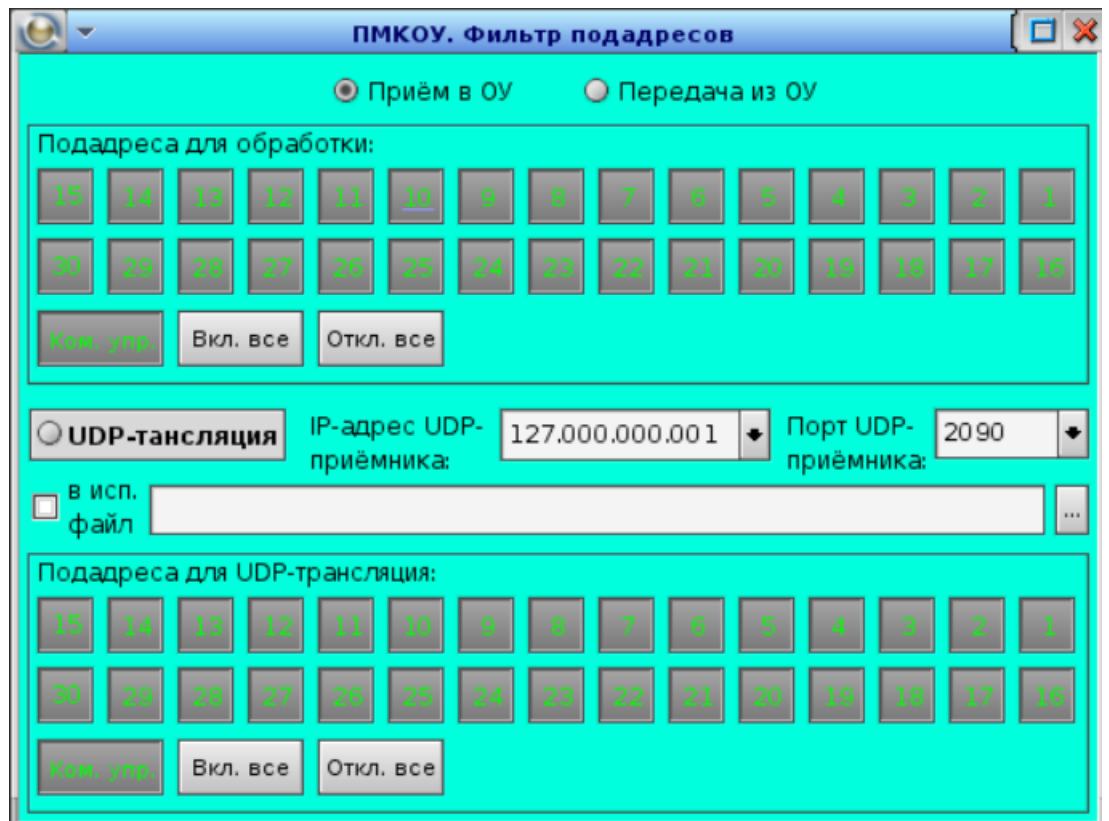 ПМКОУ. Фильтр подадресов
Приём в ОУ Передача из ОУ
Подадреса для обработки:
15 14 13 12 11 10 9 8 7 6 5 4 3 2 1
30 29 28 27 26 25 24 23 22 21 20 19 18 17 16
Ком. упр. Вкл. все Откл. все
UDP-тансляция
IP-адрес UDP-
приёмника:
127.000.000.001
Порт UDP-
приёмника:
2090
в исп.
файл
...
Подадреса для UDP-трансляция:
15 14 13 12 11 10 9 8 7 6 5 4 3 2 1
30 29 28 27 26 25 24 23 22 21 20 19 18 17 16
Ком. упр. Вкл. все Откл. все